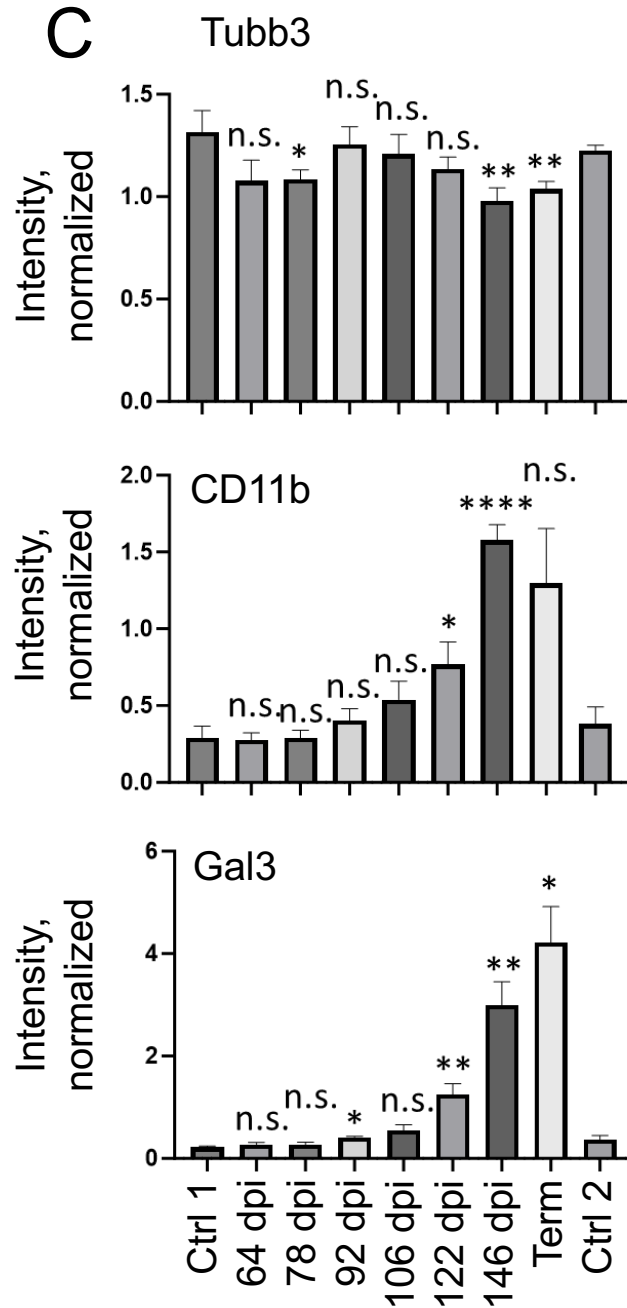 C
Tubb3
Intensity,
normalized
1.5
1.0
0.5
0.0
n.s.
*
n.s.
n.s.
n.s.
**
**
CD11b
Intensity,
normalized
2.0
1.5
1.0
0.5
0.0
n.s.
n.s.
n.s.
n.s.
*
****
n.s.
Gal3
Intensity,
normalized
6
4
2
0
n.s.
n.s.
*
n.s.
**
**
*
Ctrl 1
64 dpi
78 dpi
92 dpi
106 dpi
122 dpi
146 dpi
Term
Ctrl 2